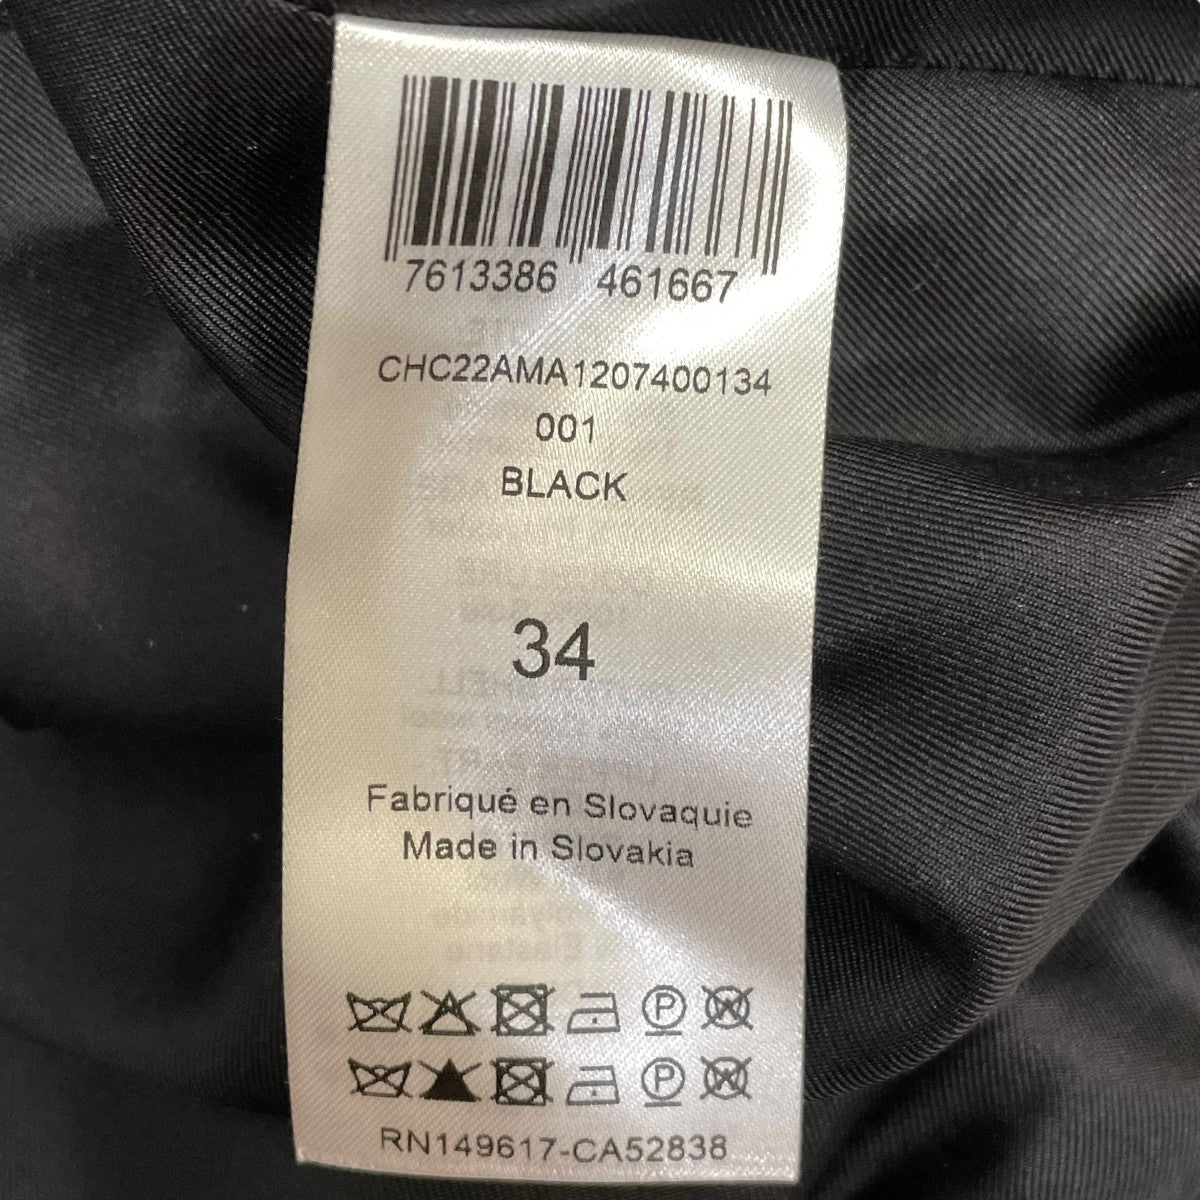 7613386 461667
CHC22AMA1207400134
001
BLACK
34
Fabriqué en Slovaquie
Made in Slovakia
P
P
RN149617-CA52838